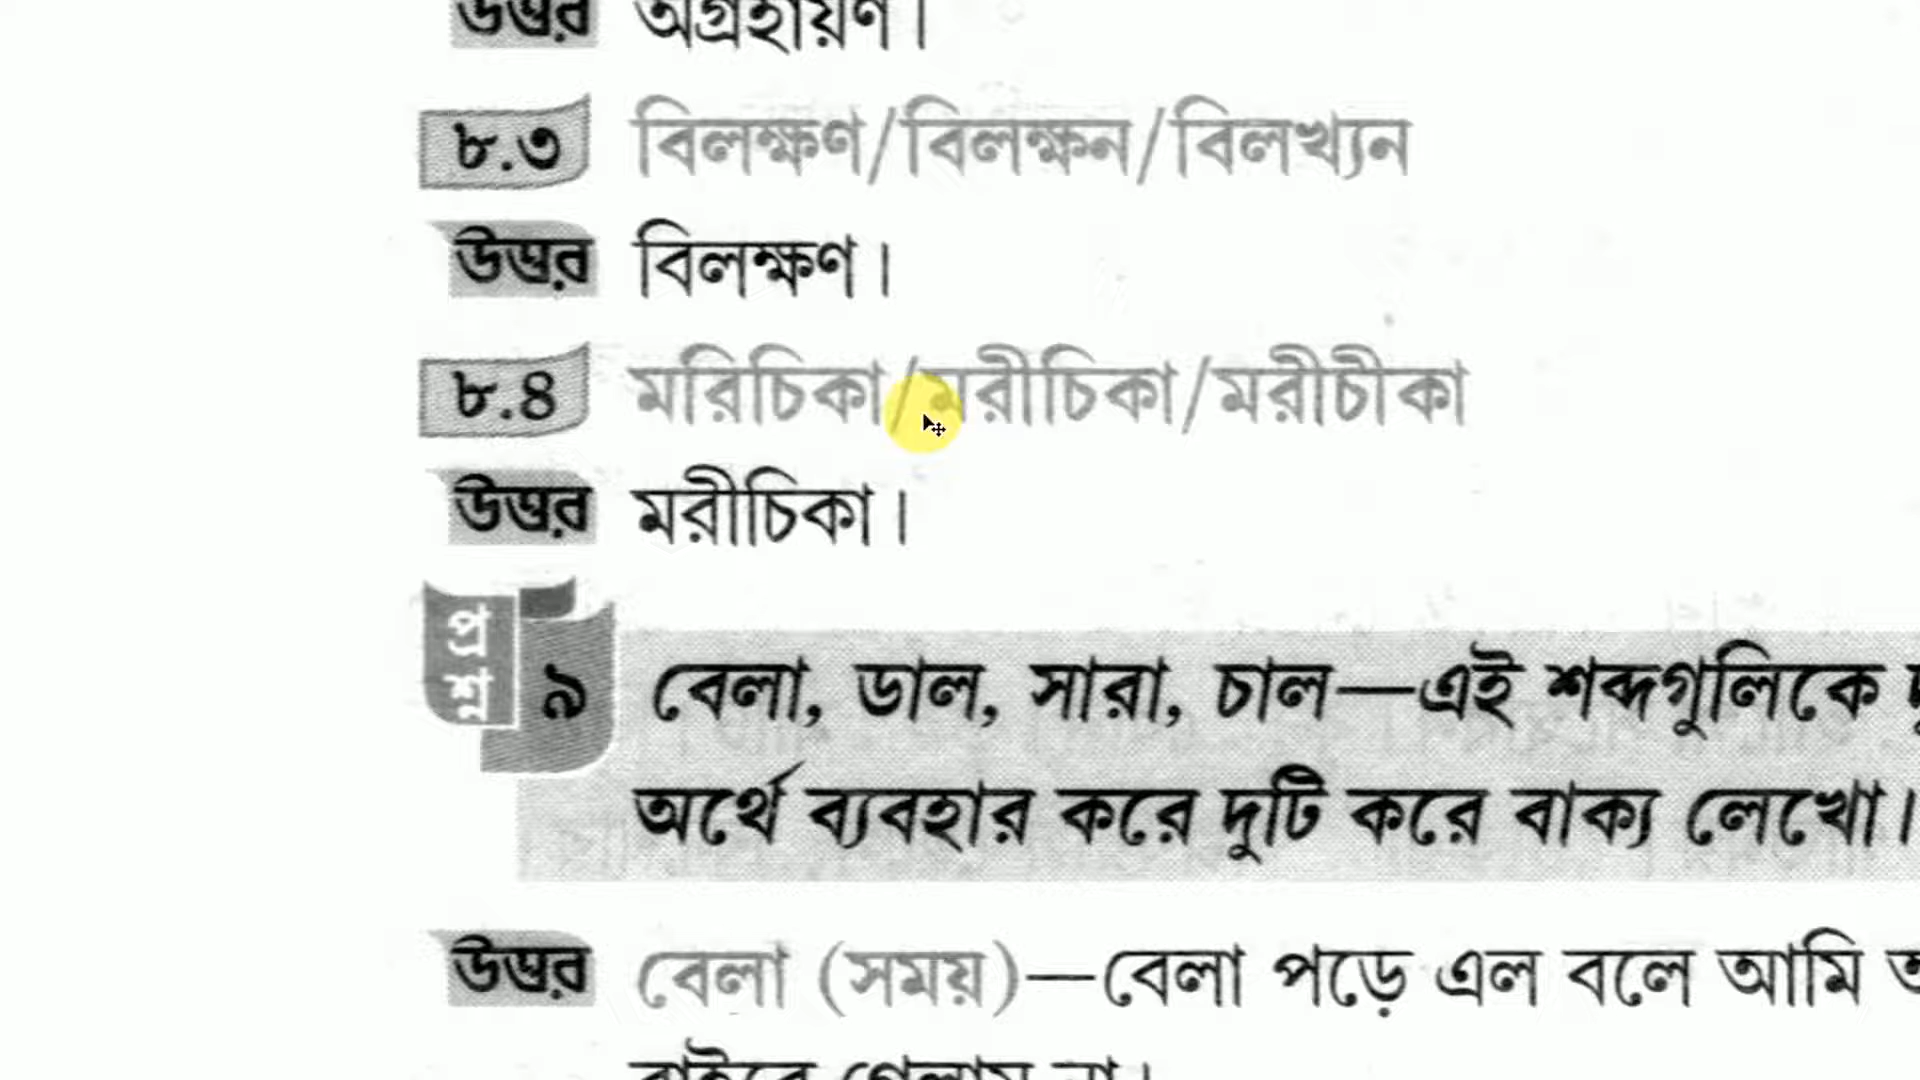 উত্তর অগ্রহায়ণ।
৮.৩ বিলক্ষণ/বিলক্ষন/বিলখ্যন
উত্তর বিলক্ষণ।
৮.৪ মরিচিকা/মরীচিকা/মরীচীকা
উত্তর মরীচিকা।
প্রশ্ন ৯ বেলা, ডাল, সারা, চাল—এই শব্দগুলিকে
অর্থে ব্যবহার করে দুটি করে বাক্য লেখো।
উত্তর বেলা (সময়)—বেলা পড়ে এল বলে আমি
বাইরে গেলাম না।